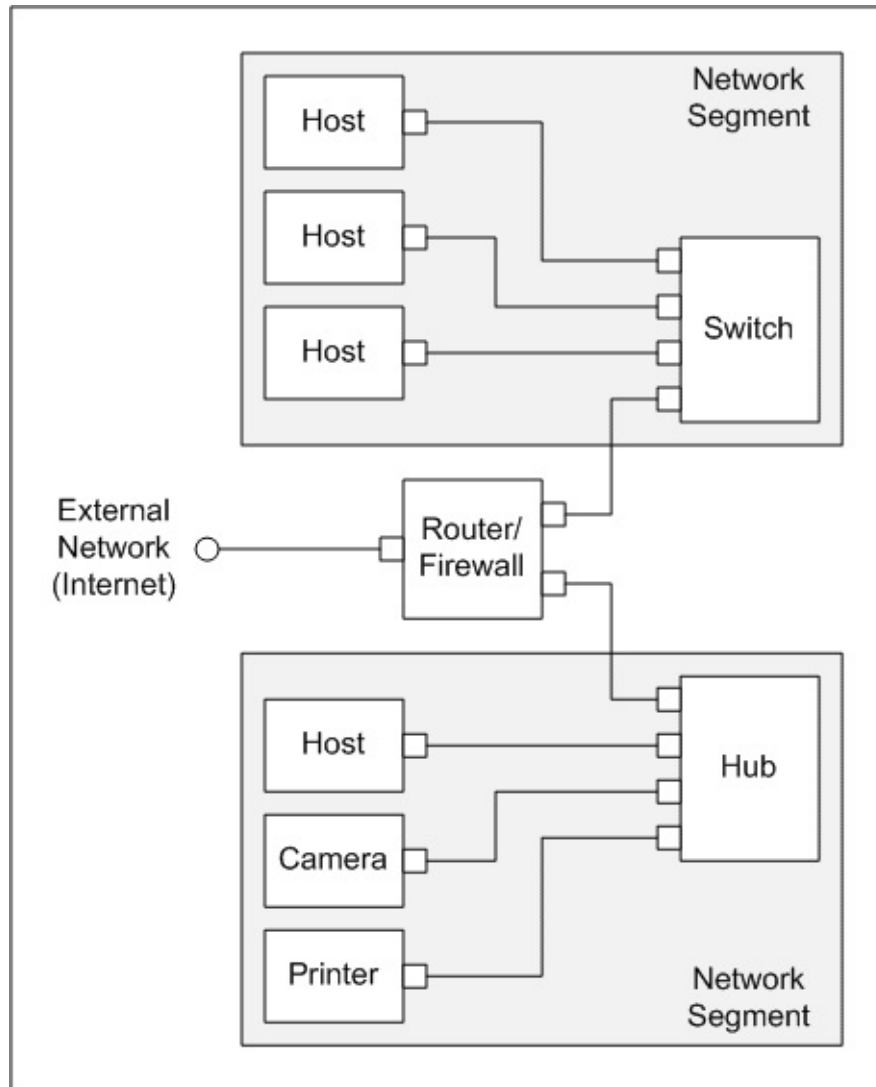 Network
Segment
Host
Host
Host
Switch
External
Network
(Internet)
Router/
Firewall
Host
Hub
Camera
Printer
Network
Segment